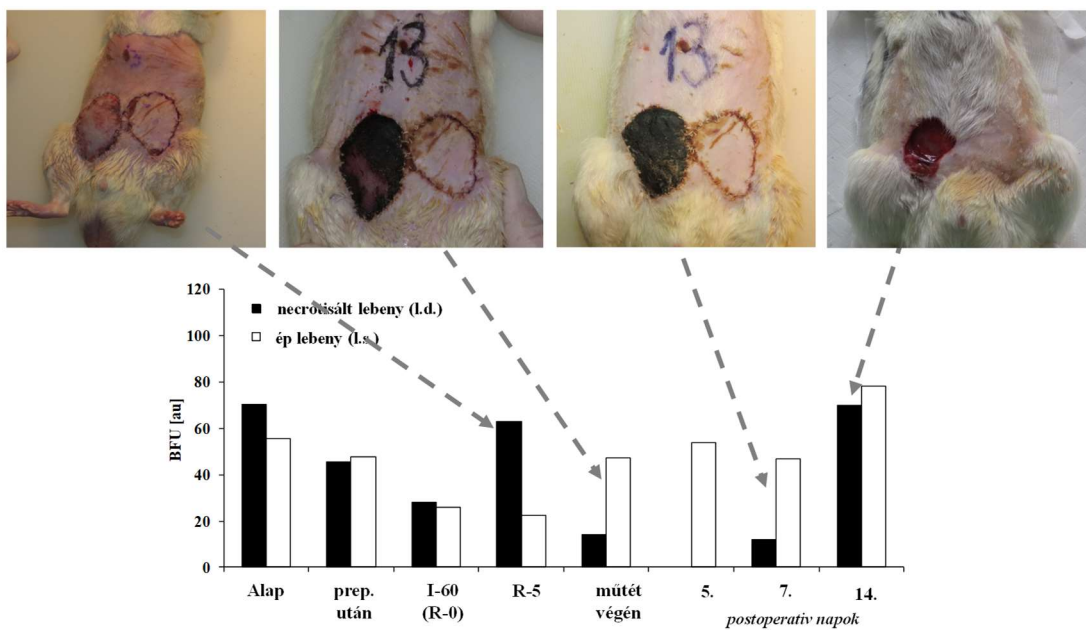 13
13
120
100
80
60
40
20
0
BFU [au]
necrotisált lebeny (l.d.)
ép lebeny (l.s.)
Alap
prep. után
I-60 (R-0)
R-5
műtét végén
5.
7.
14.
postoperativ napok